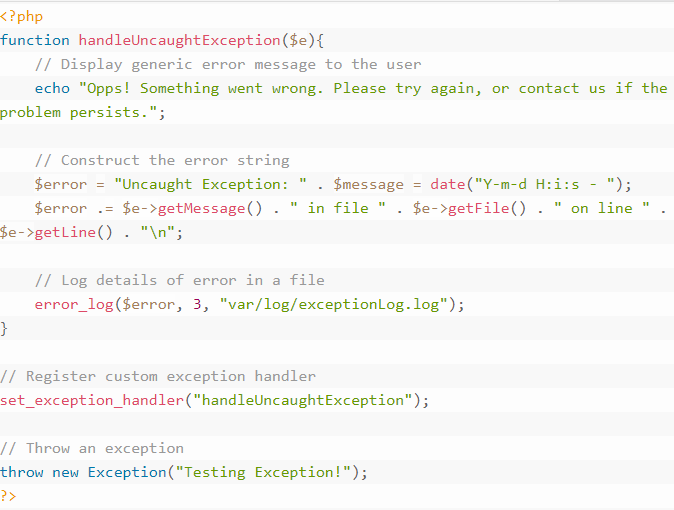 <?php
function handleUncaughtException($e){
    // Display generic error message to the user
    echo "Opps! Something went wrong. Please try again, or contact us if the
problem persists.";
    // Construct the error string
    $error = "Uncaught Exception: " . $message = date("Y-m-d H:i:s - ");
    $error .= $e->getMessage() . " in file " . $e->getFile() . " on line " .
$e->getLine() . "\n";
    // Log details of error in a file
    error_log($error, 3, "var/log/exceptionLog.log");
}
// Register custom exception handler
set_exception_handler("handleUncaughtException");
// Throw an exception
throw new Exception("Testing Exception!");
?>